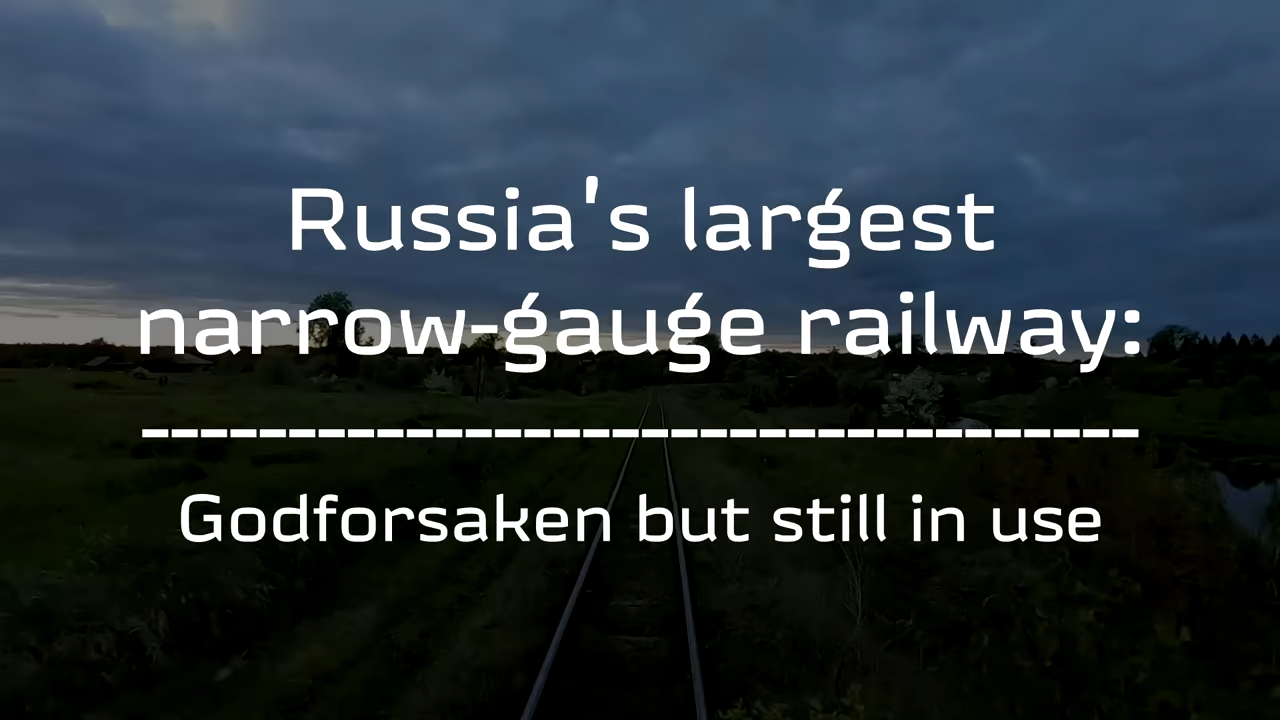 Russia's largest
narrow-gauge railway:
Godforsaken but still in use